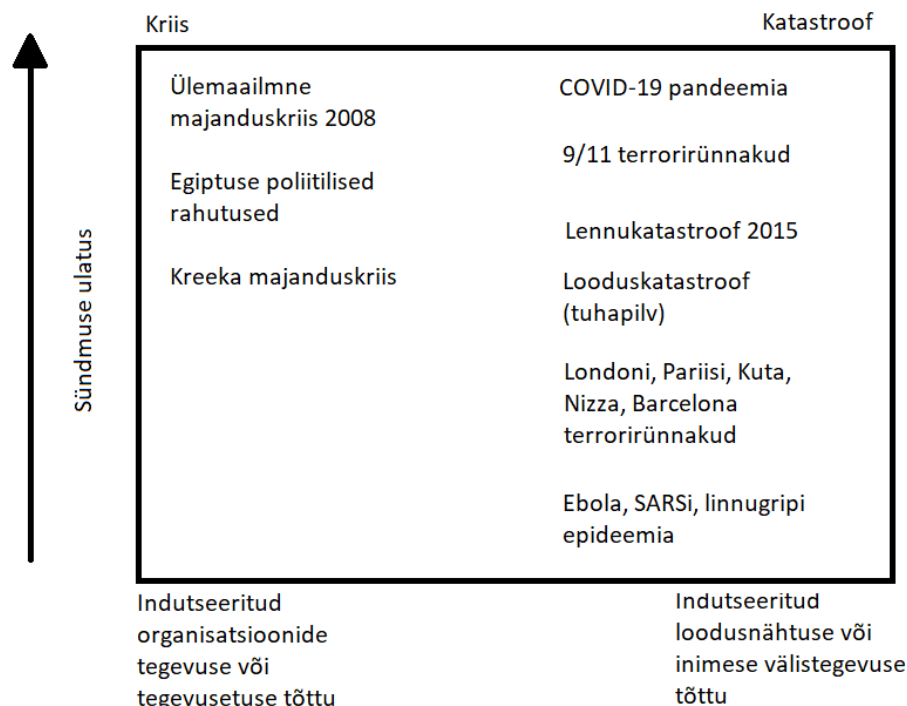 Kriis
Katastroof
Sündmuse ulatus
Ülemaailmne
majanduskriis 2008
Egiptuse poliitilised
rahutused
Kreeka majanduskriis
COVID-19 pandeemia
9/11 terrorirünnakud
Lennukatastroof 2015
Looduskatastroof
(tuhapilv)
Londoni, Pariisi, Kuta,
Nizza, Barcelona
terrorirünnakud
Ebola, SARSi, linnugripi
epideemia
Indutseeritud
organisatsioonide
tegevuse või
tegevusetuse tõttu
Indutseeritud
loodusnähtuse või
inimese välistegevuse
tõttu